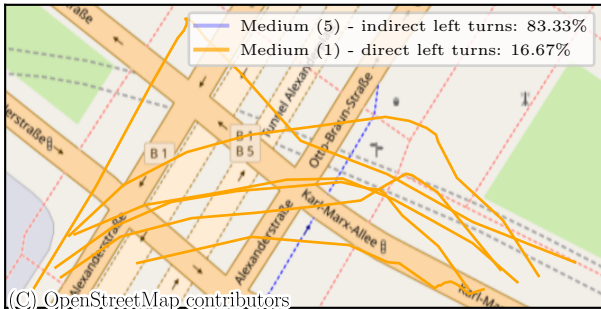 Medium (5) - indirect left turns: 83.33%
Medium (1) - direct left turns: 16.67%
Otto-Braun-Straße
B 1
B 1
B 5
Karl-Marx-Allee
Alexanderstraße
Alexanderstraße
(C) OpenStreetMap contributors